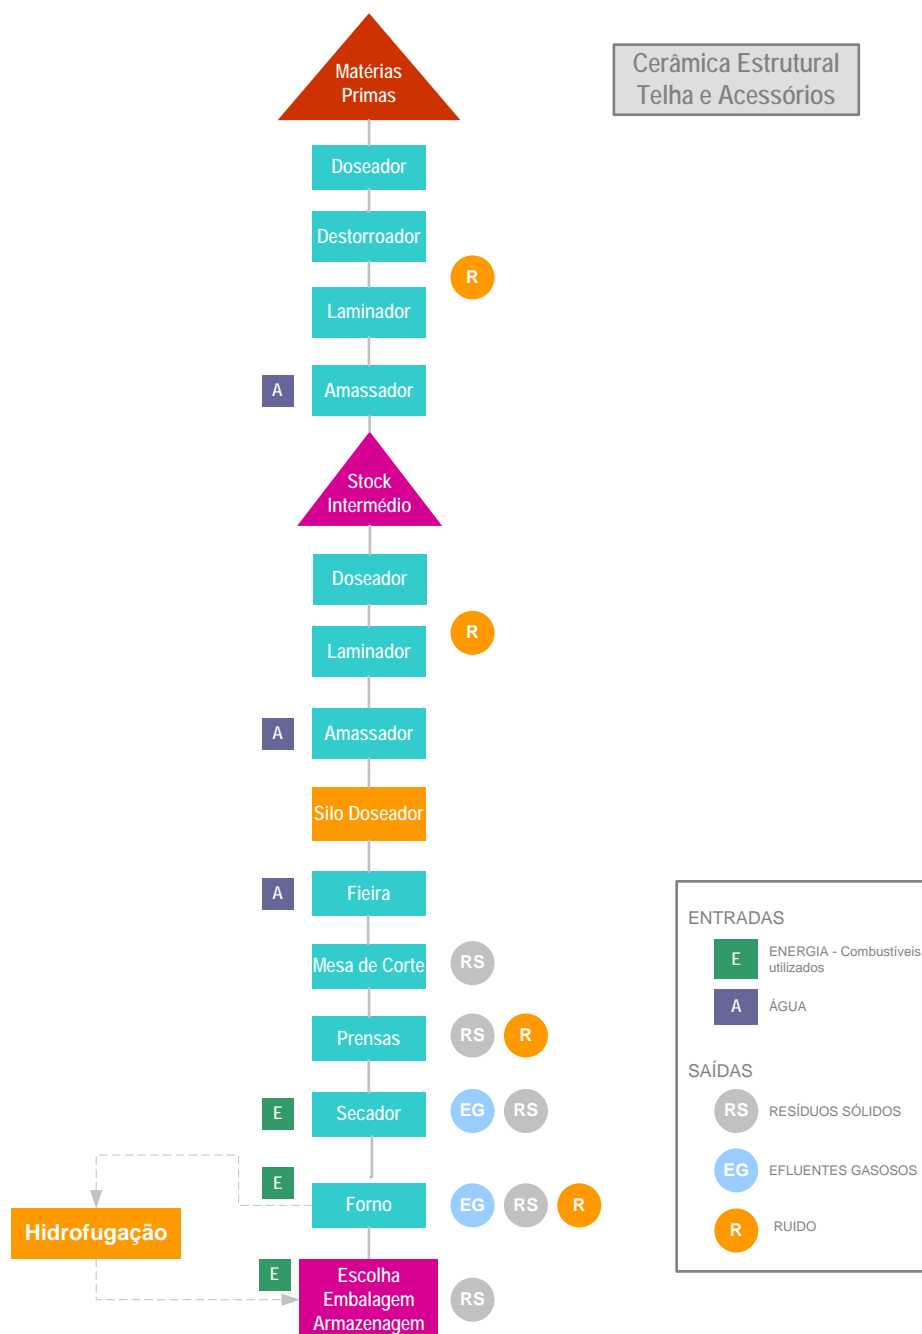 Matérias
Primas
Cerâmica Estrutural
Telha e Acessórios
Doseador
Destorroador
R
Laminador
A
Amassador
Stock
Intermédio
Doseador
R
Laminador
A
Amassador
Silo Doseador
A
Fieira
Mesa de Corte
RS
Prensas
RS
R
E
Secador
EG
RS
E
Forno
EG
RS
R
Hidrofugação
E
Escolha
Embalagem
Armazenagem
RS
ENTRADAS
E
ENERGIA - Combustíveis
utilizados
A
ÁGUA
SAÍDAS
RS
RESÍDUOS SÓLIDOS
EG
EFLUENTES GASOSOS
R
RUIDO